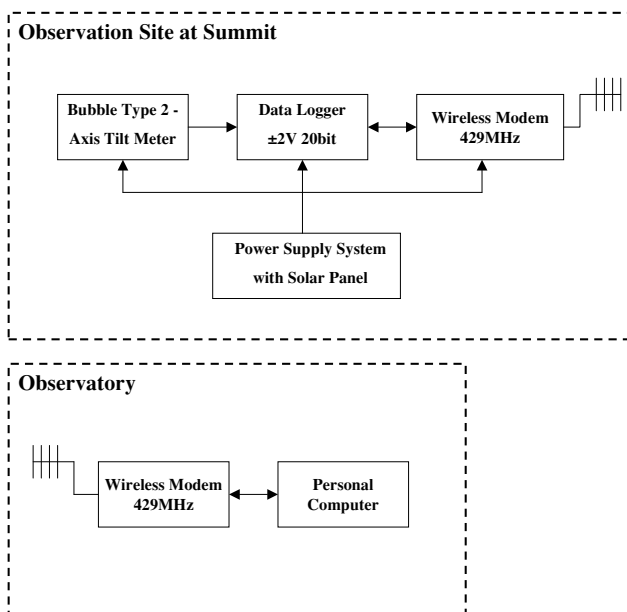 Observation Site at Summit
Bubble Type 2 -
Axis Tilt Meter
Data Logger
±2V 20bit
Wireless Modem
429MHz
Power Supply System
with Solar Panel
Observatory
Wireless Modem
429MHz
Personal
Computer